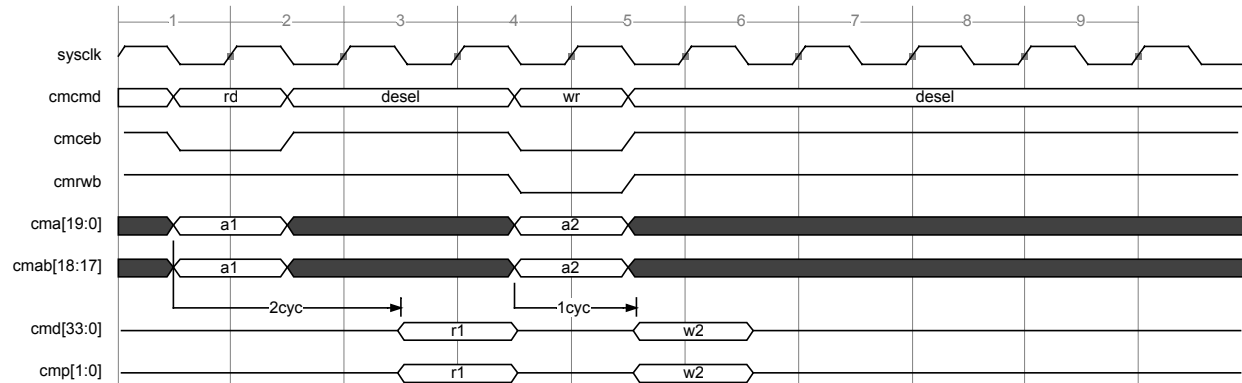 1 2 3 4 5 6 7 8 9
sysclk
cmcmd rd desel wr desel
cmceb
cmrwb
cma[19:0] a1 a2
cmab[18:17] a1 a2
2cyc 1cyc
cmd[33:0] r1 w2
cmp[1:0] r1 w2